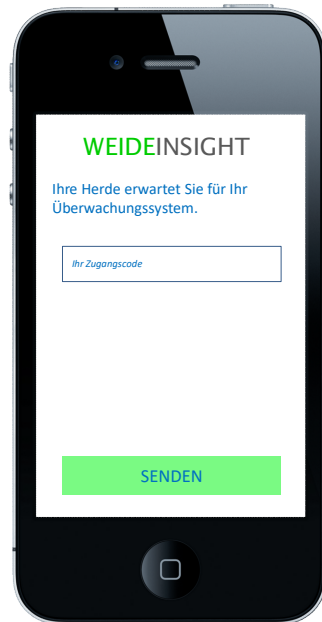 WEIDEINSIGHT
Ihre Herde erwartet Sie für Ihr
Überwachungssystem.
Ihr Zugangscode
SENDEN